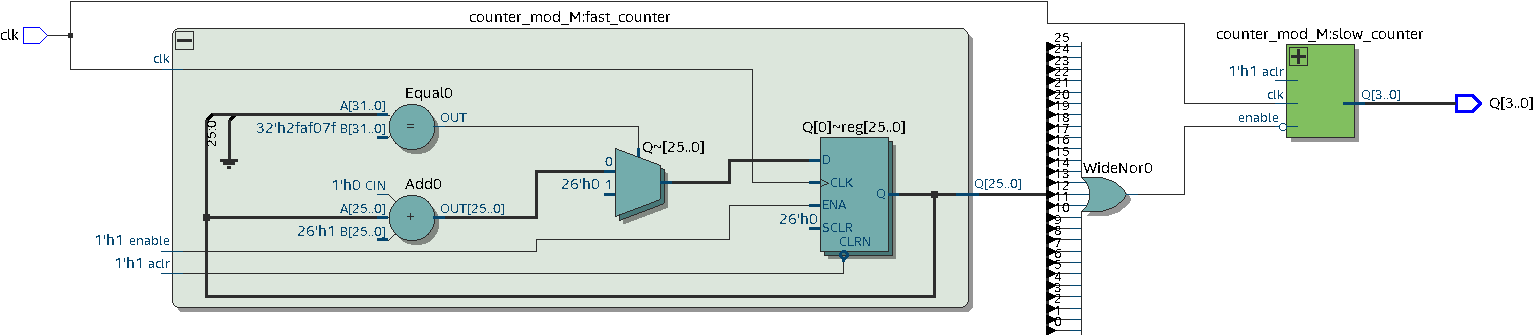 counter_mod_M:fast_counter
clk
clk
Equal0
A[31..0]
=
OUT
32'h2faf07f B[31..0]
25:0
Q~[25..0]
0
26'h0 1
Add0
1'h0 CIN
A[25..0]
+
OUT[25..0]
26'h1 B[25..0]
1'h1 enable
1'h1 aclr
Q[0]~reg[25..0]
D
>CLK
ENA
26'h0 SCLR
CLRN
Q
Q[25..0]
25
24
23
22
21
20
19
18
17
16
15
14
13
12
11
10
9
8
7
6
5
4
3
2
1
0
WideNor0
counter_mod_M:slow_counter
1'h1 aclr
clk
enable
Q[3..0]
Q[3..0]